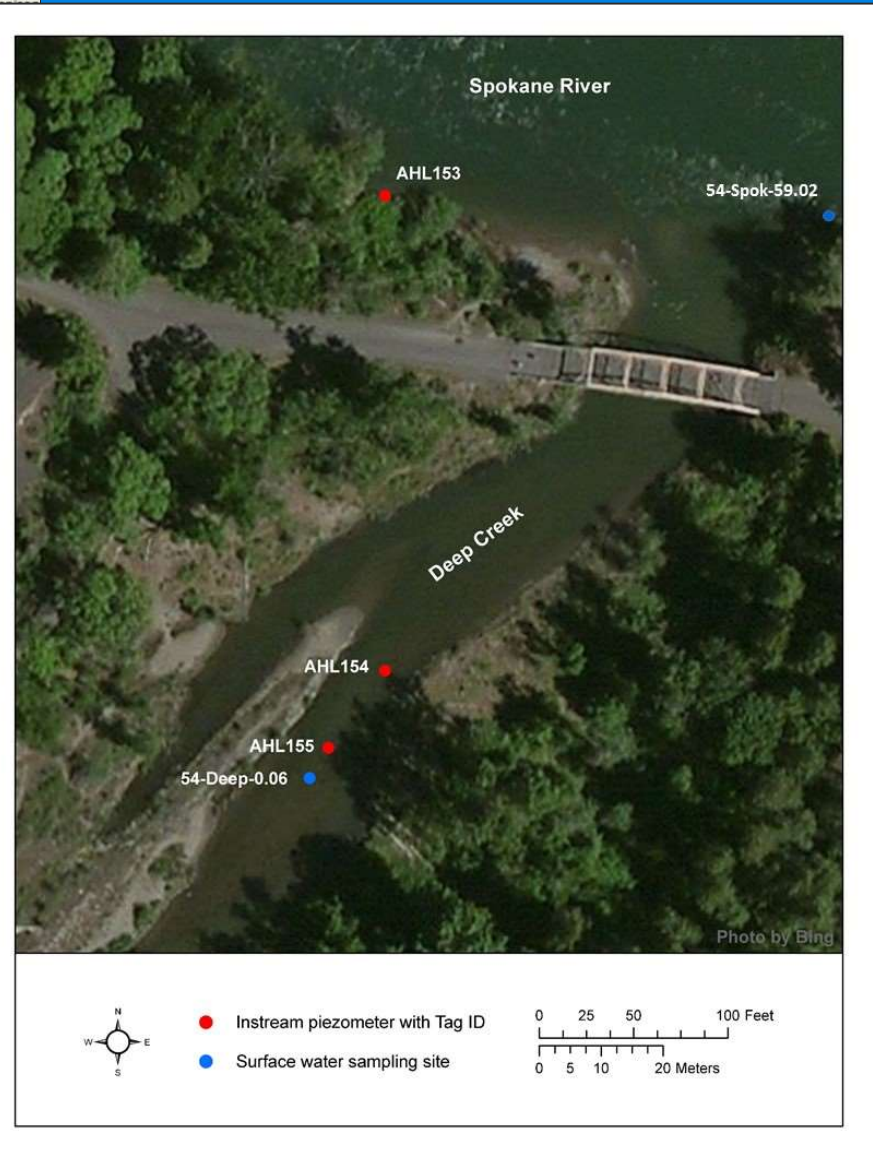 Spokane River
AHL153
54-Spok-59.02
Deep Creek
AHL154
AHL155
54-Deep-0.06
Photo by Bing
N
W E
S
Instream piezometer with Tag ID
Surface water sampling site
0 25 50 100 Feet
0 5 10 20 Meters